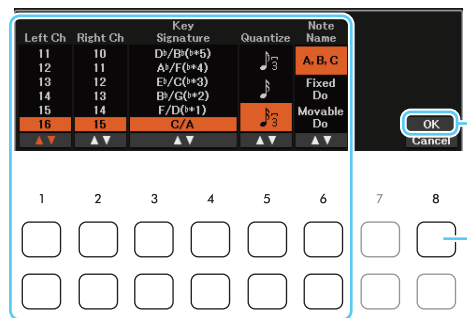 Left Ch Right Ch Key Signature Quantize Note Name
11 10 D♭/B♭(♭*5) 3 A, B, C
12 11 A♭/F(♭*4)
13 12 E♭/C(♭*3) Fixed Do
14 13 B♭/G(♭*2)
15 14 F/D(♭*1) 3 Movable Do
16 15 C/A OK
Cancel
1 2 3 4 5 6 7 8